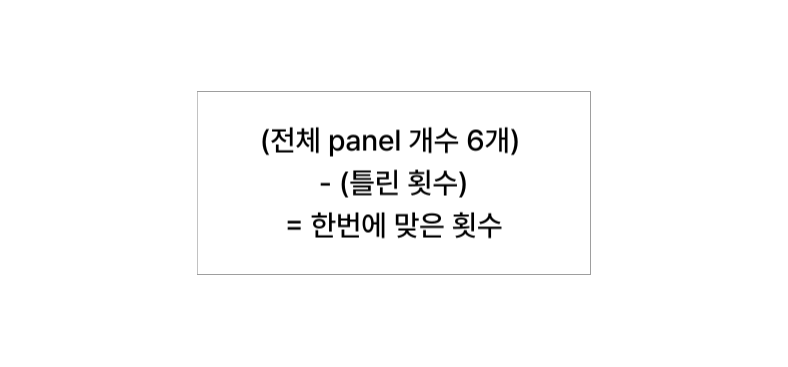 (전체 panel 개수 6개)
- (틀린 횟수)
= 한번에 맞은 횟수